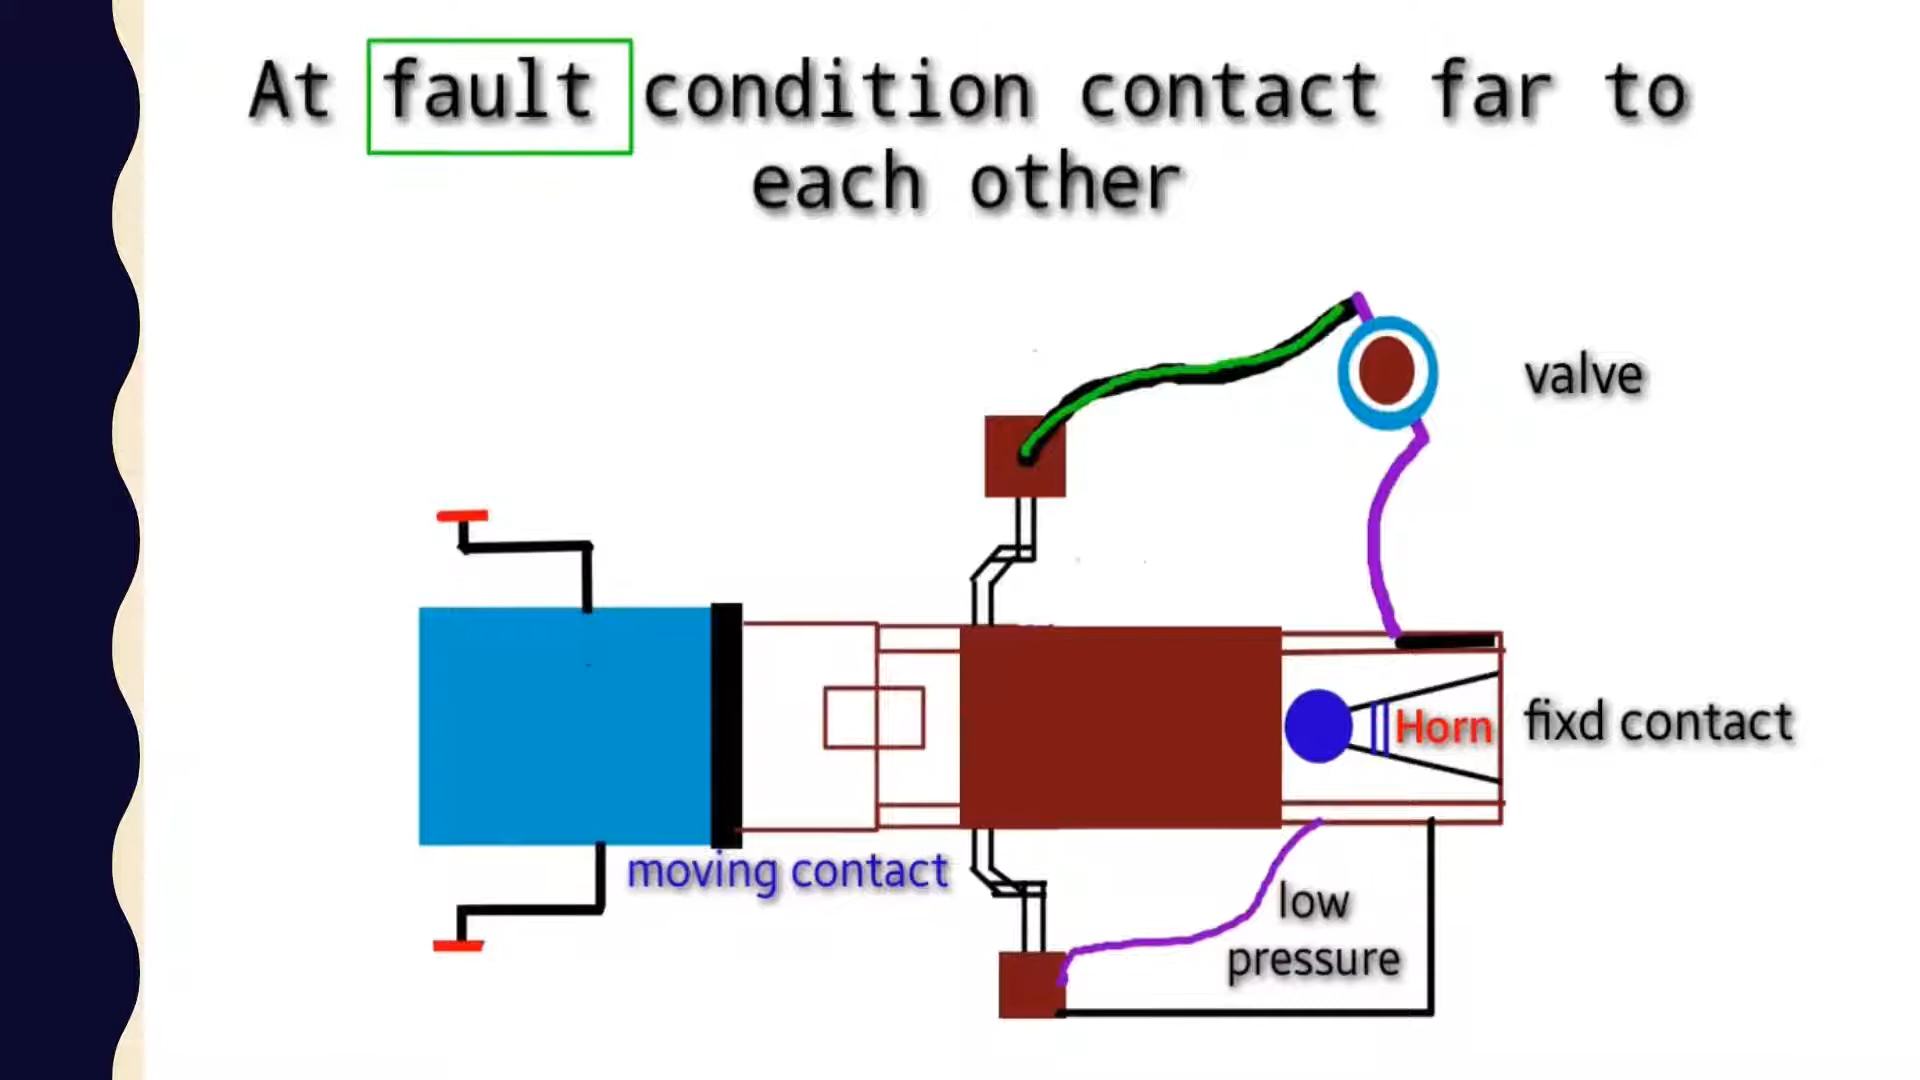 At fault condition contact far to
each other
valve
Horn
fixd contact
moving contact
low
pressure